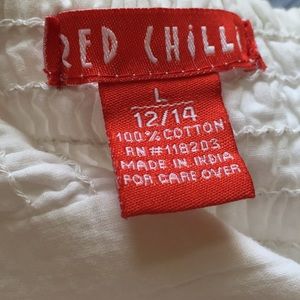 RED CHiLLi
L
12/14
100% COTTON
RN#118203
MADE IN INDIA
FOR CARE OVER